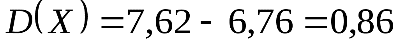 D(X) = 7,62 − 6,76 = 0,86